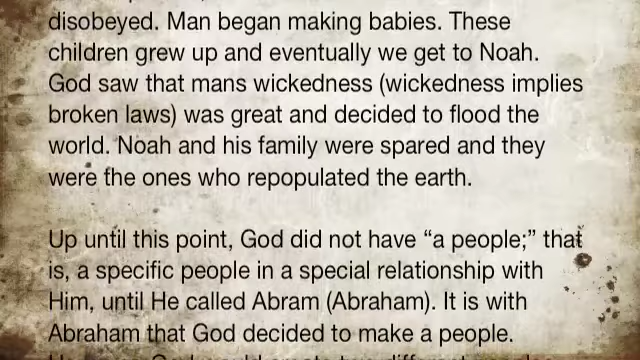 disobeyed. Man began making babies. These
children grew up and eventually we get to Noah.
God saw that mans wickedness (wickedness implies
broken laws) was great and decided to flood the
world. Noah and his family were spared and they
were the ones who repopulated the earth.
Up until this point, God did not have “a people;” that
is, a specific people in a special relationship with
Him, until He called Abram (Abraham). It is with
Abraham that God decided to make a people.